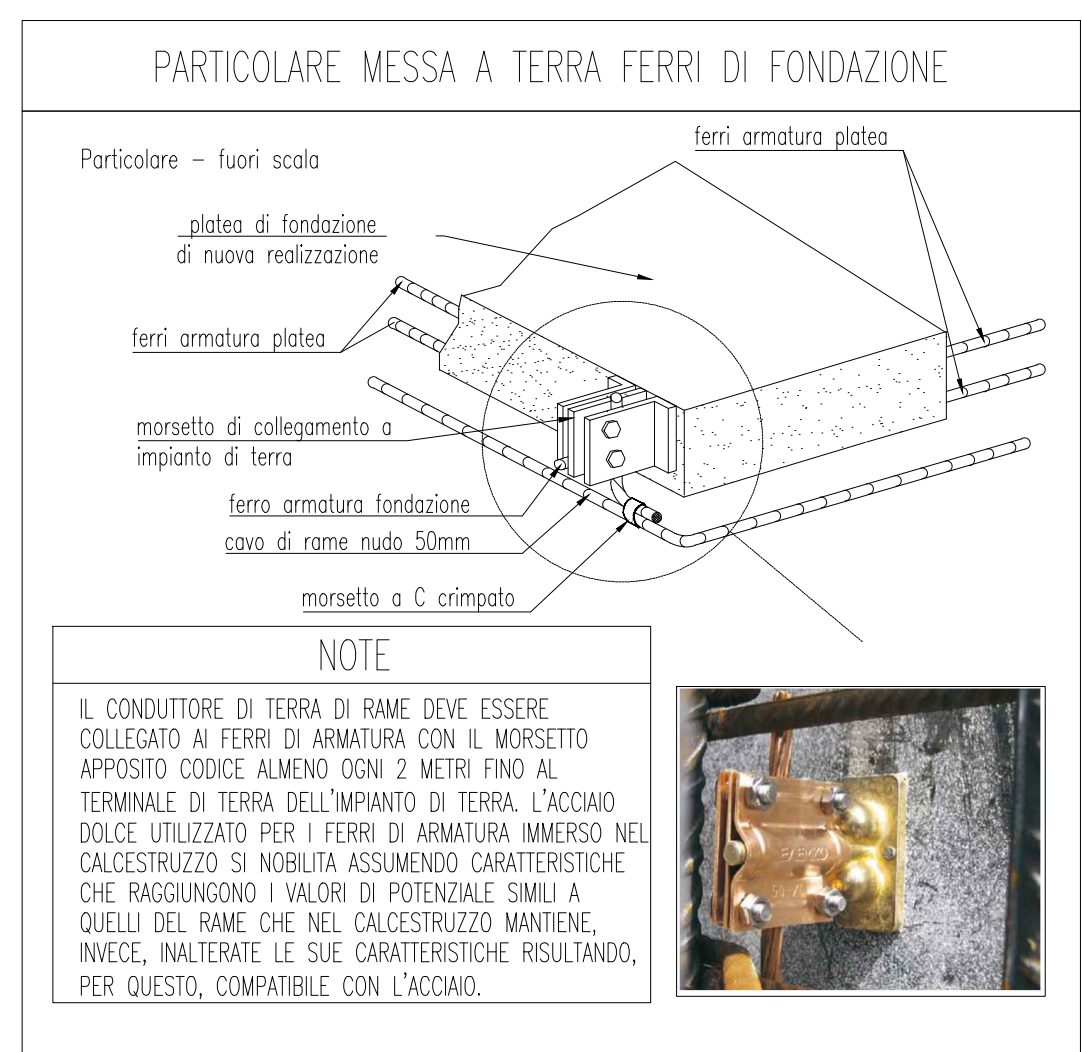 PARTICOLARE MESSA A TERRA FERRI DI FONDAZIONE
Particolare – fuori scala
ferri armatura platea
platea di fondazione
di nuova realizzazione
ferri armatura platea
morsetto di collegamento a
impianto di terra
ferro armatura fondazione
cavo di rame nudo 50mm
morsetto a C crimpato
NOTE
IL CONDUTTORE DI TERRA DI RAME DEVE ESSERE
COLLEGATO AI FERRI DI ARMATURA CON IL MORSETTO
APPOSITO CODICE ALMENO OGNI 2 METRI FINO AL
TERMINALE DI TERRA DELL'IMPIANTO DI TERRA. L'ACCIAIO
DOLCE UTILIZZATO PER I FERRI DI ARMATURA IMMERSO NEL
CALCESTRUZZO SI NOBILITA ASSUMENDO CARATTERISTICHE
CHE RAGGIUNGONO I VALORI DI POTENZIALE SIMILI A
QUELLI DEL RAME CHE NEL CALCESTRUZZO MANTIENE,
INVECE, INALTERATE LE SUE CARATTERISTICHE RISULTANDO,
PER QUESTO, COMPATIBILE CON L'ACCIAIO.